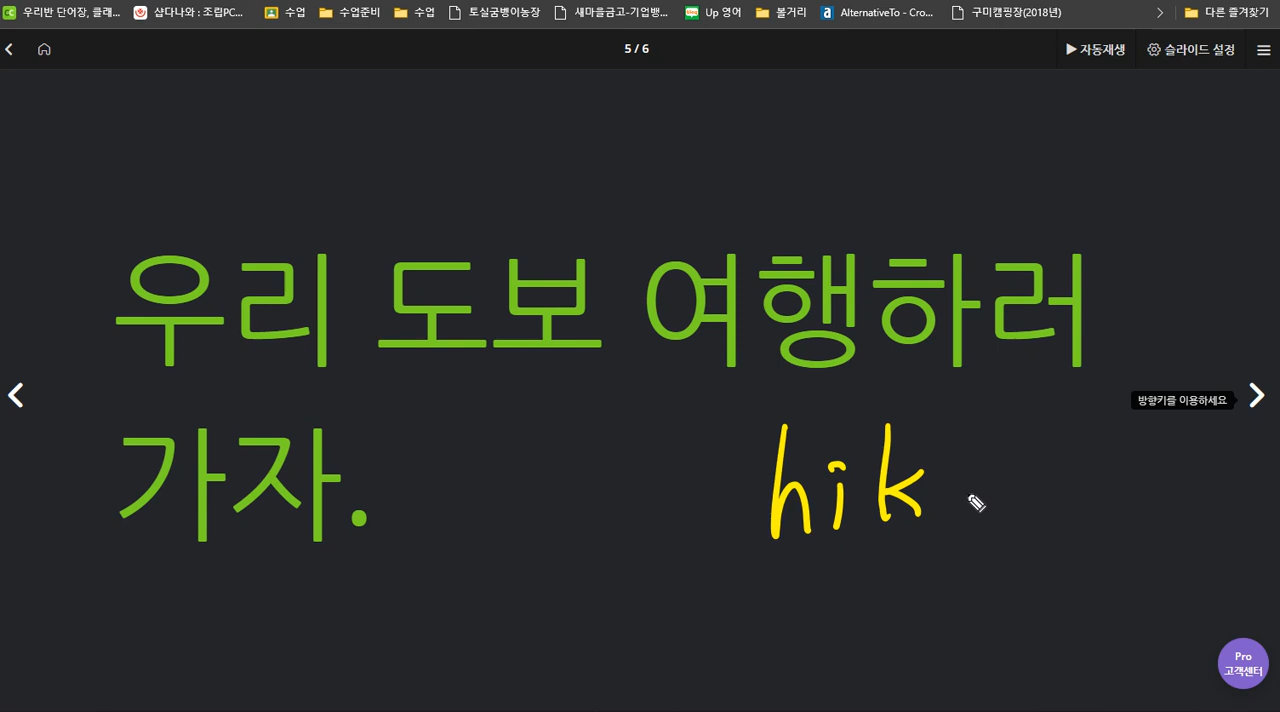 우리반 단어장, 클래... 샵다나와 : 조립PC... 수업 수업준비 수업 토실굼벵이농장 새마을금고-기업뱅... Up 영어 볼거리 AlternativeTo - Cro... 구미캠핑장(2018년) 다른 즐겨찾기
5 / 6 자동재생 슬라이드 설정
우리 도보 여행하러
방향키를 이용하세요
가자.
hik
Pro
고객센터